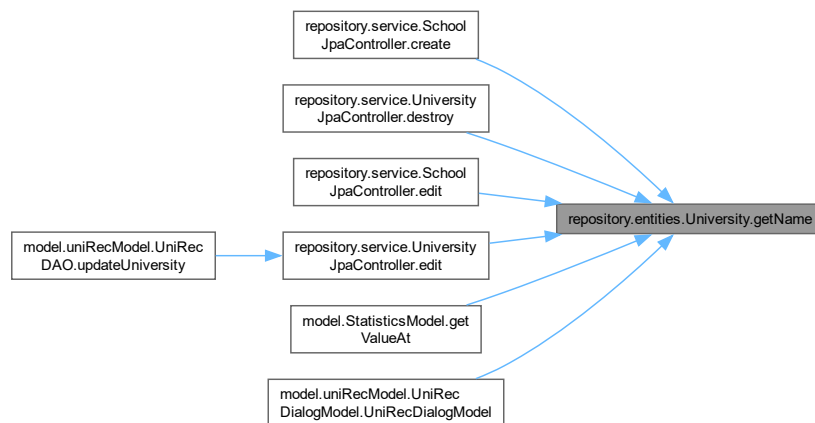 repository.service.School
JpaController.create
repository.service.University
JpaController.destroy
repository.service.School
JpaController.edit
repository.entities.University.getName
model.uniRecModel.UniRec
DAO.updateUniversity
repository.service.University
JpaController.edit
model.StatisticsModel.get
ValueAt
model.uniRecModel.UniRec
DialogModel.UniRecDialogModel